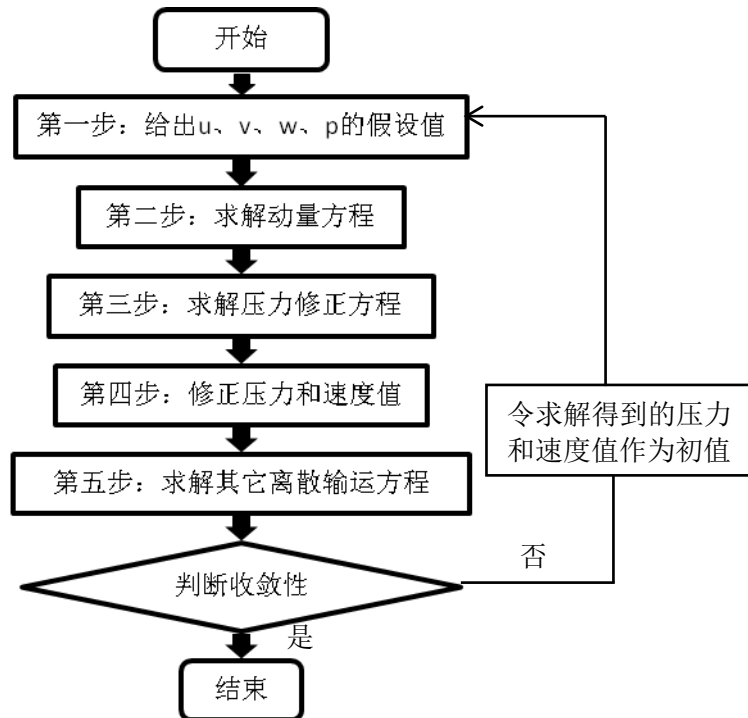 开始
第一步：给出u、v、w、p的假设值
第二步：求解动量方程
第三步：求解压力修正方程
第四步：修正压力和速度值
令求解得到的压力
和速度值作为初值
第五步：求解其它离散输运方程
否
判断收敛性
是
结束